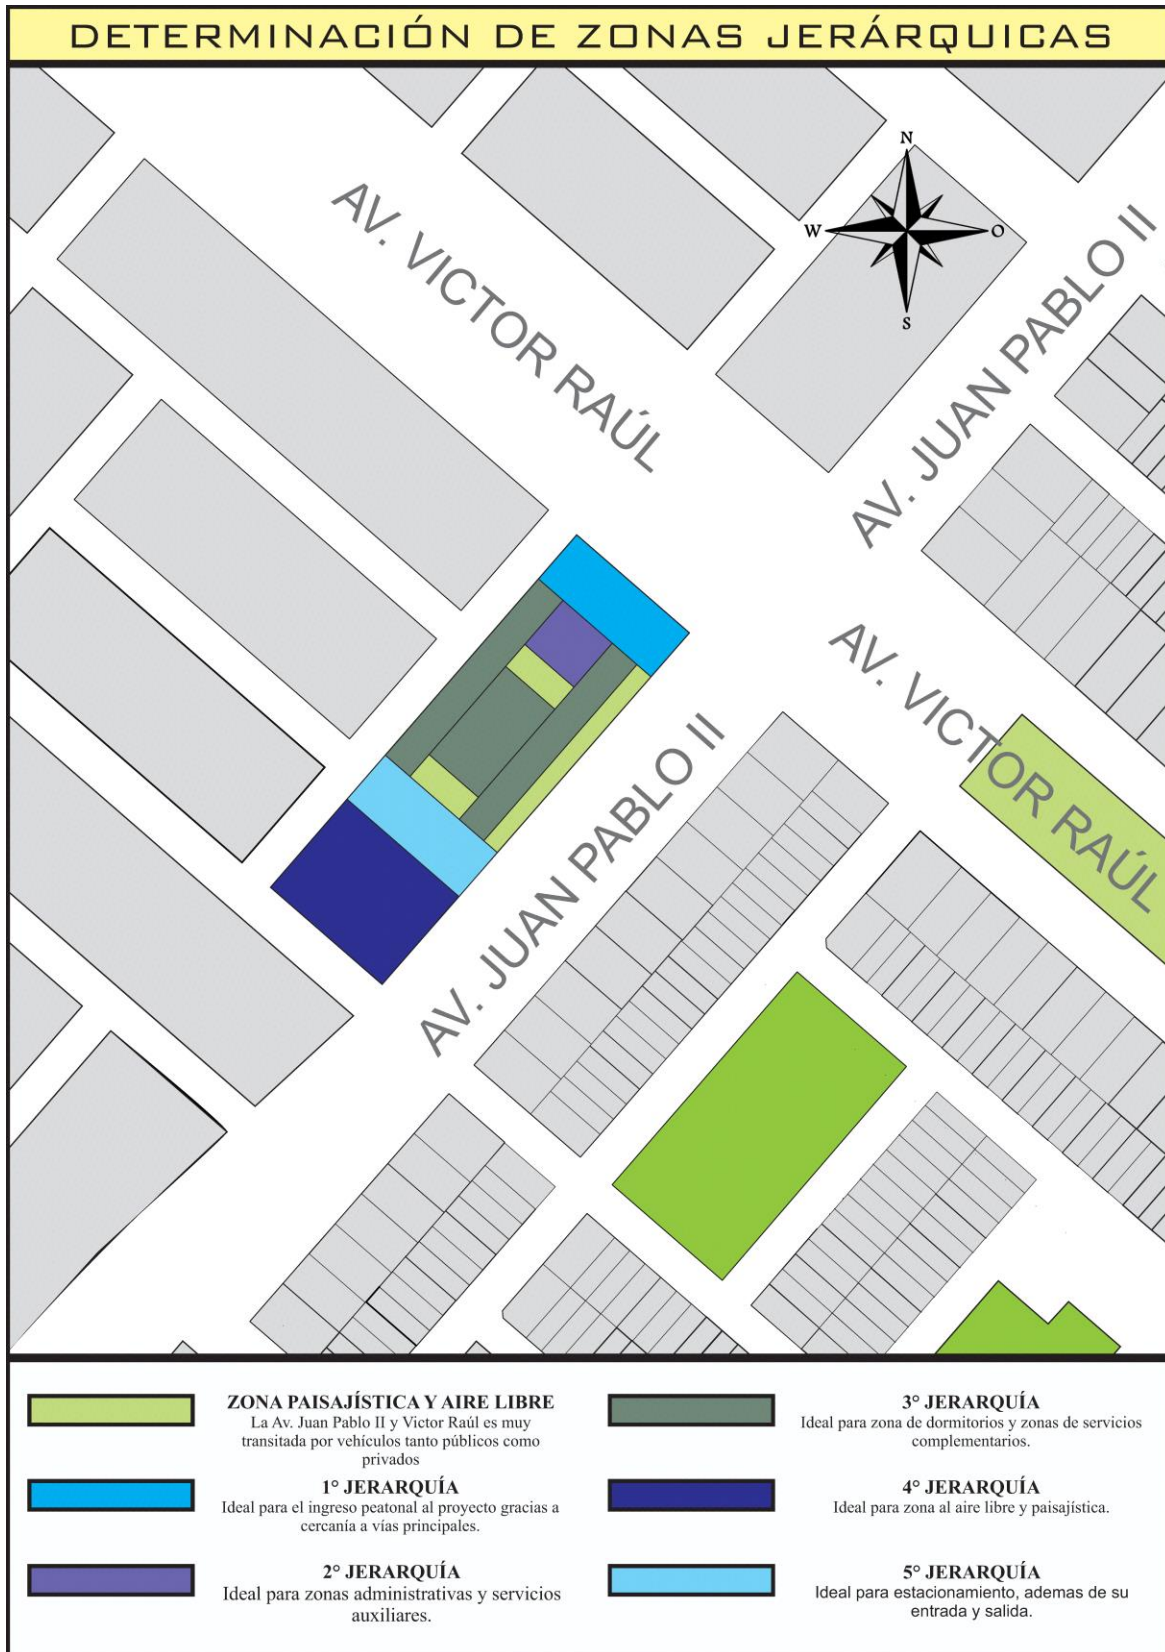 DETERMINACIÓN DE ZONAS JERÁRQUICAS
N
W
O
S
AV. VICTOR RAÚL
AV. JUAN PABLO II
AV. VICTOR RAÚL
AV. JUAN PABLO II
ZONA PAISAJÍSTICA Y AIRE LIBRE
La Av. Juan Pablo II y Victor Raúl es muy
transitada por vehículos tanto públicos como
privados
1° JERARQUÍA
Ideal para el ingreso peatonal al proyecto gracias a
cercanía a vías principales.
2° JERARQUÍA
Ideal para zonas administrativas y servicios
auxiliares.
3° JERARQUÍA
Ideal para zona de dormitorios y zonas de servicios
complementarios.
4° JERARQUÍA
Ideal para zona al aire libre y paisajística.
5° JERARQUÍA
Ideal para estacionamiento, ademas de su
entrada y salida.